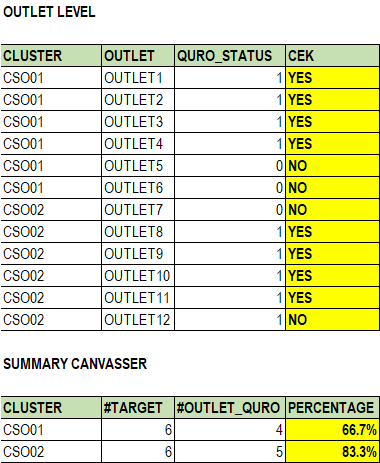 OUTLET LEVEL
CLUSTER OUTLET QURO_STATUS CEK
CSO01 OUTLET1 1 YES
CSO01 OUTLET2 1 YES
CSO01 OUTLET3 1 YES
CSO01 OUTLET4 1 YES
CSO01 OUTLET5 0 NO
CSO01 OUTLET6 0 NO
CSO02 OUTLET7 0 NO
CSO02 OUTLET8 1 YES
CSO02 OUTLET9 1 YES
CSO02 OUTLET10 1 YES
CSO02 OUTLET11 1 YES
CSO02 OUTLET12 1 NO
SUMMARY CANVASSER
CLUSTER #TARGET #OUTLET_QURO PERCENTAGE
CSO01 6 4 66.7%
CSO02 6 5 83.3%